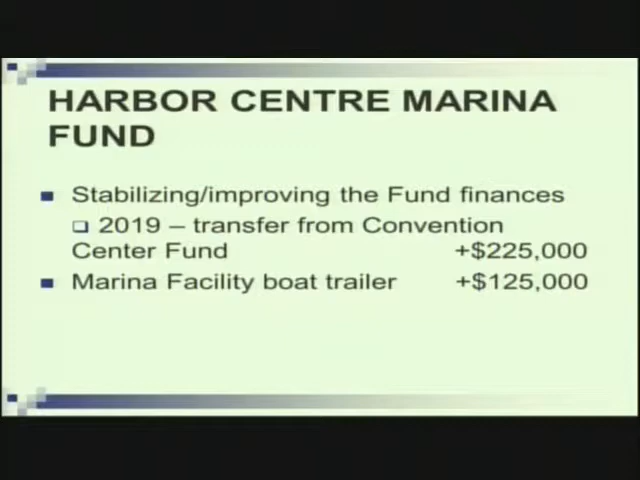 HARBOR CENTRE MARINA
FUND
Stabilizing/improving the Fund finances
2019 – transfer from Convention
Center Fund +$225,000
Marina Facility boat trailer +$125,000